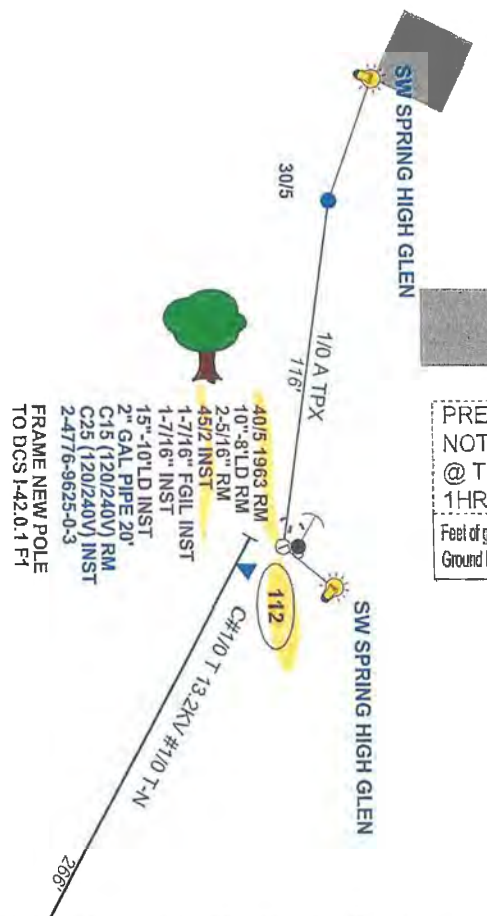 SW SPRING HIGH GLEN
30/5
1/0 A TPX
116'
PRE
NOT
@ T
1HR
Feet of g
Ground l
40/5 1963 RM
10"-8'LD RM
2-5/16" RM
45/2 INST
1-7/16" FGIL INST
1-7/16" INST
15"-10'LD INST
2" GAL PIPE 20'
C15 (120/240V) RM
C25 (120/240V) INST
2-4776-9625-0-3
FRAME NEW POLE
TO DCS I-42.0.1 F1
112
SW SPRING HIGH GLEN
C#1/0 T 13.2KV #1/0 T-N
266'